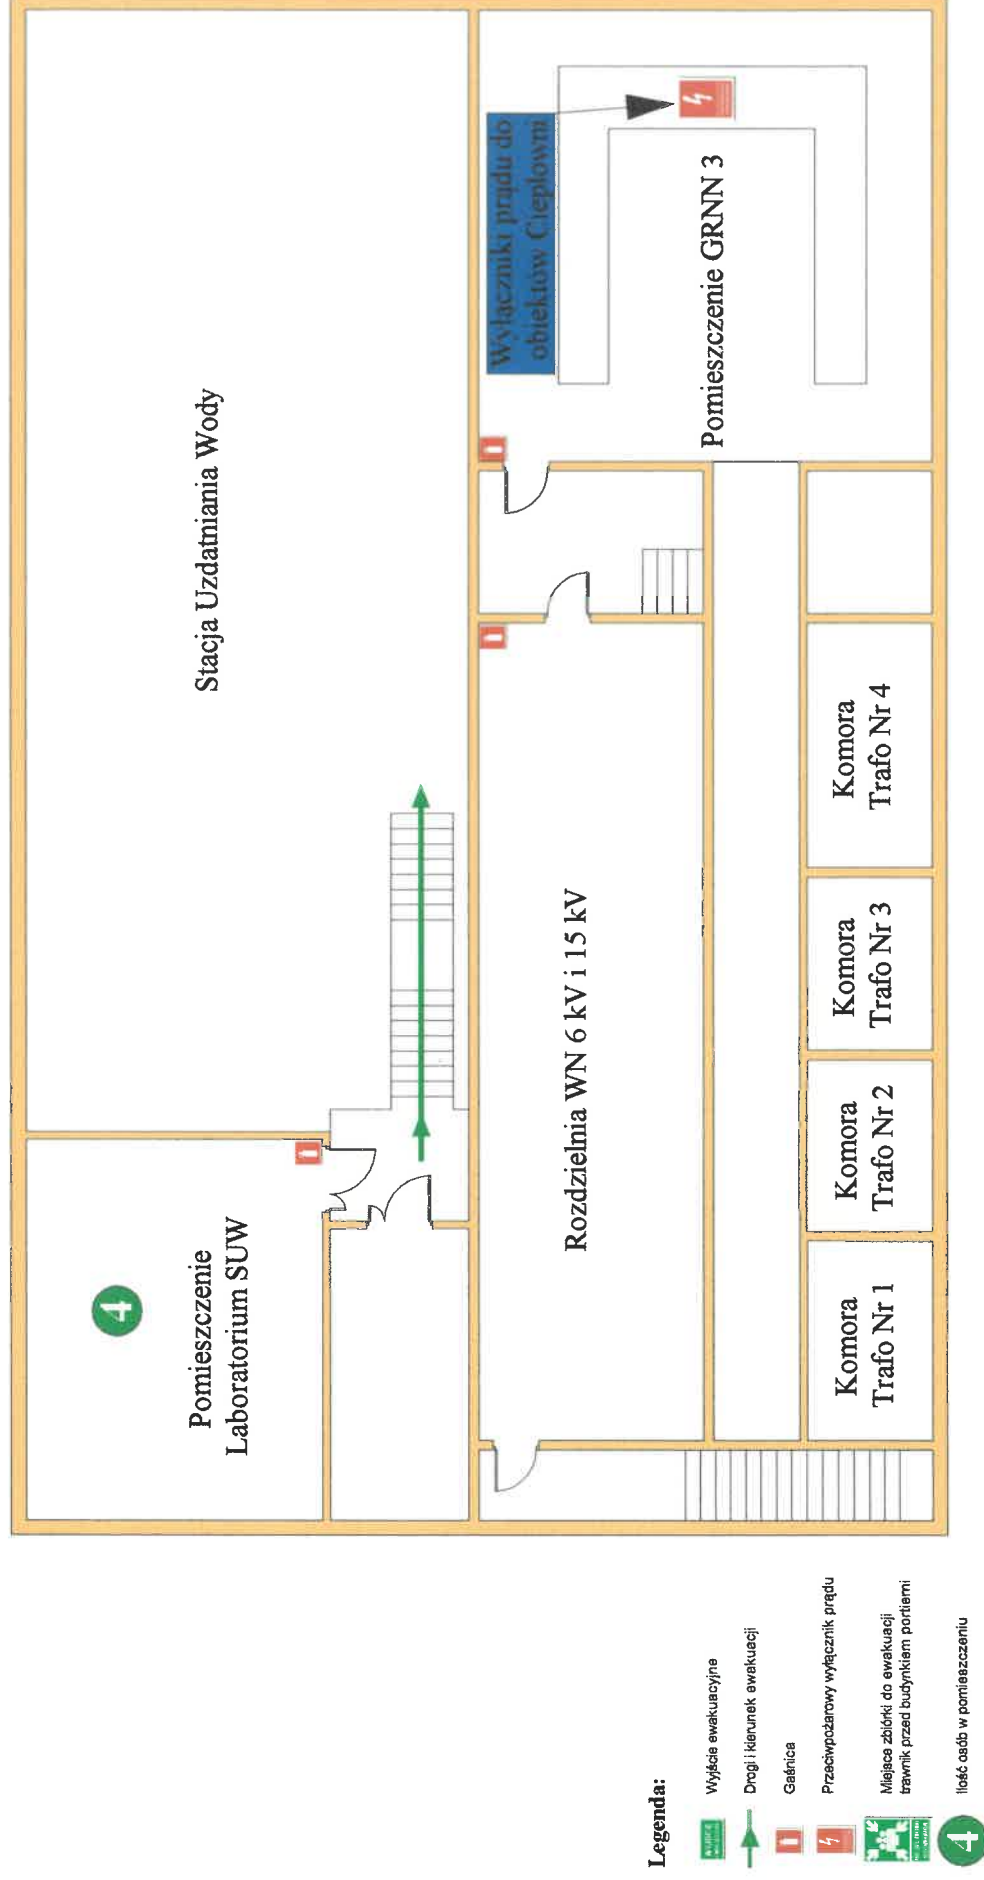 Stacja Uzdatniania Wody
Pomieszczenie
Laboratorium SUW
4
Wyłączniki prądu do
obiektów Ciepłowni
Pomieszczenie GRNN 3
Rozdzielnia WN 6 kV i 15 kV
Komora
Trafo Nr 1
Komora
Trafo Nr 2
Komora
Trafo Nr 3
Komora
Trafo Nr 4
Legenda:
Wyjście ewakuacyjne
Drogi i kierunek ewakuacji
Gaśnica
Przeciwpożarowy wyłącznik prądu
Miejsce zbiórki do ewakuacji
trawnik przed budynkiem portierni
4
Ilość osób w pomieszczeniu